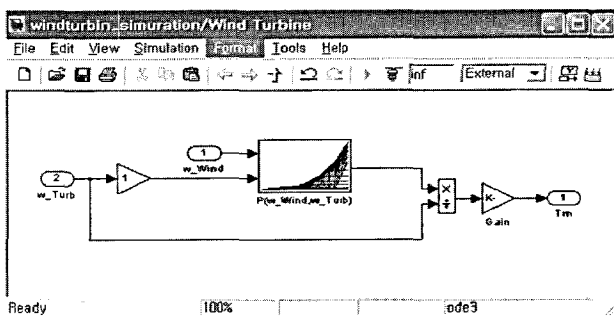 windturbin_simuration/Wind Turbine
File Edit View Simulation Format Tools Help
inf External
1
w_Wind
2
w_Turb
1
P(w_Wind,w_Turb)
×
÷
K-
Gain
1
Tm
Ready 100% ode3